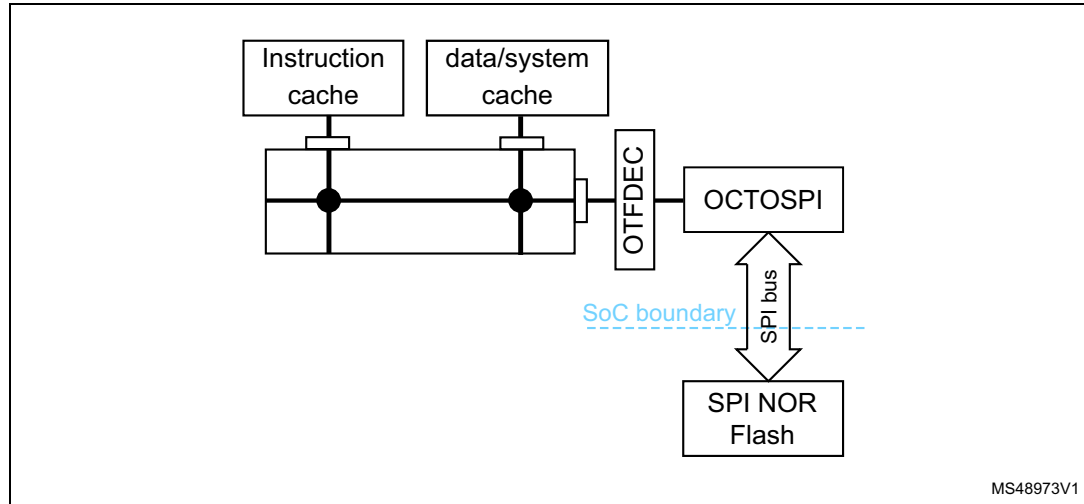 Instruction
cache
data/system
cache
OTFDEC
OCTOSPI
SPI bus
SoC boundary
SPI NOR
Flash
MS48973V1